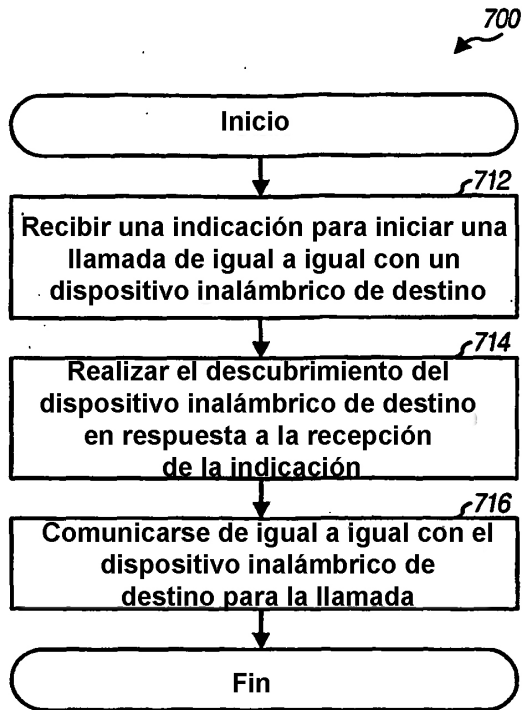 700
Inicio
712
Recibir una indicación para iniciar una
llamada de igual a igual con un
dispositivo inalámbrico de destino
714
Realizar el descubrimiento del
dispositivo inalámbrico de destino
en respuesta a la recepción
de la indicación
716
Comunicarse de igual a igual con el
dispositivo inalámbrico de
destino para la llamada
Fin